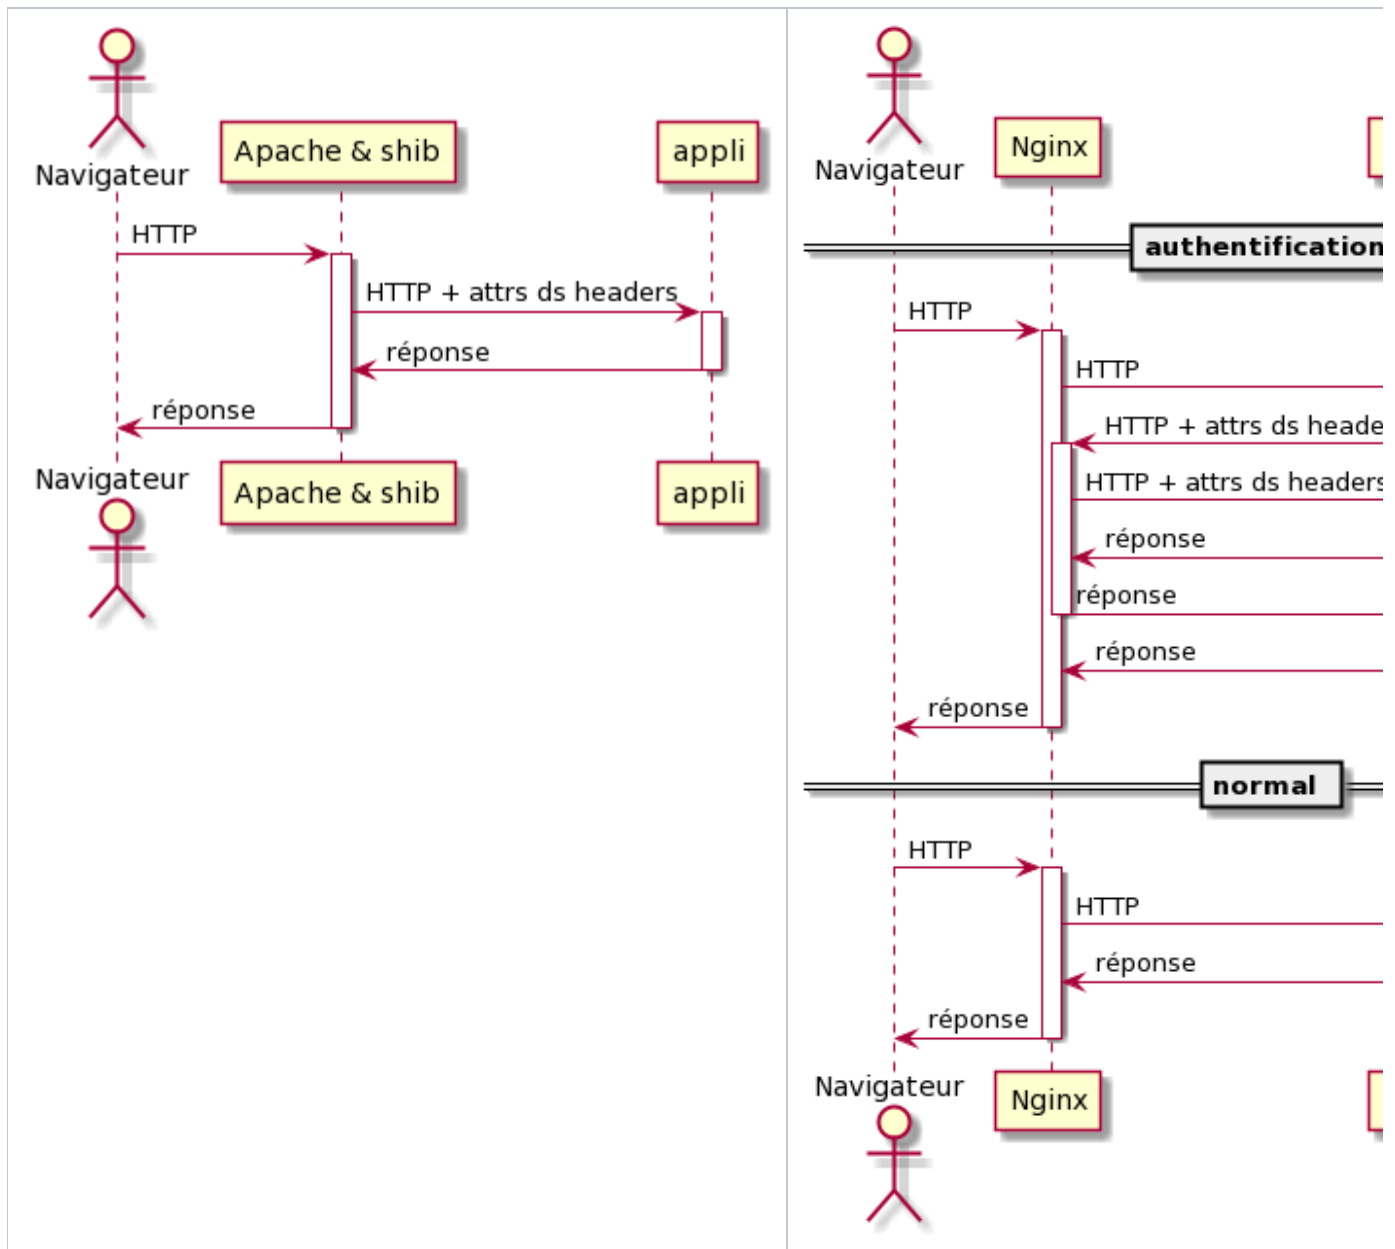 Navigateur
Apache & shib
appli
HTTP
HTTP + attrs ds headers
réponse
réponse
Navigateur
Apache & shib
appli
Navigateur
Nginx
authentification
HTTP
HTTP
HTTP + attrs ds heade
HTTP + attrs ds headers
réponse
réponse
réponse
réponse
normal
HTTP
HTTP
réponse
réponse
Navigateur
Nginx